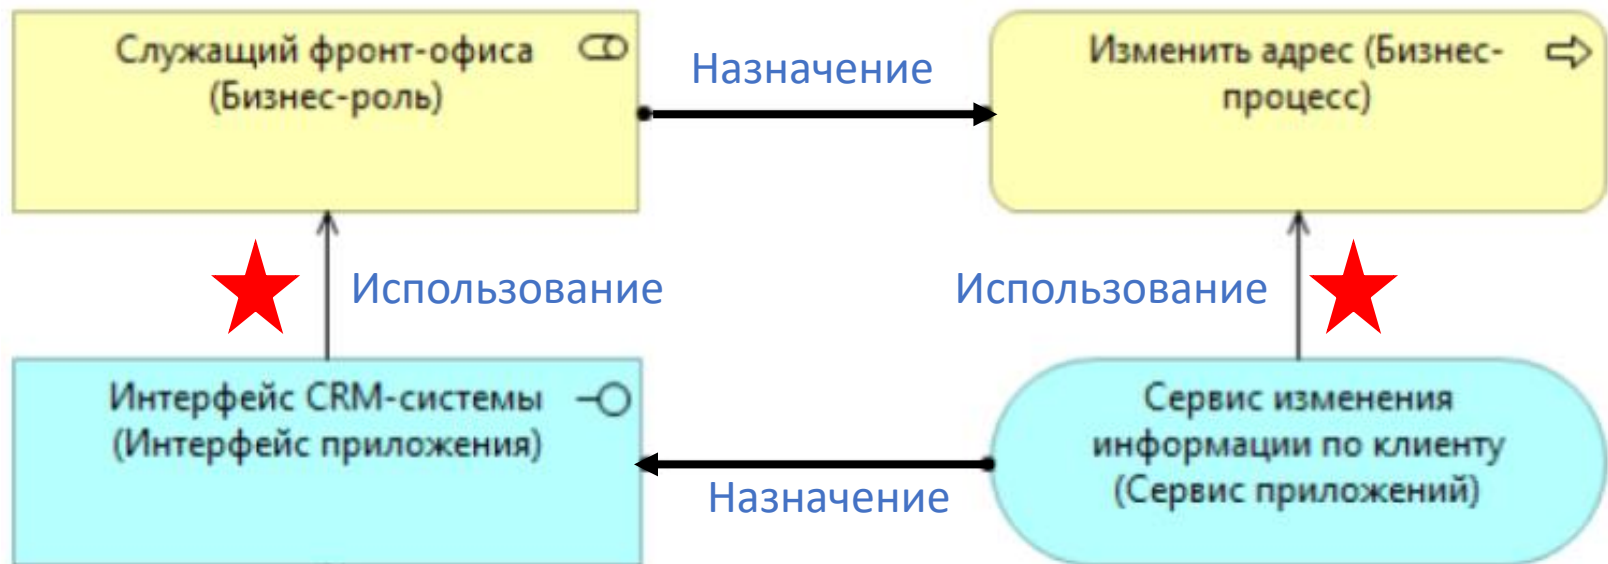 Служащий фронт-офиса
(Бизнес-роль)
Назначение
Изменить адрес (Бизнес-
процесс)
Использование
Использование
Интерфейс CRM-системы
(Интерфейс приложения)
Назначение
Сервис изменения
информации по клиенту
(Сервис приложений)